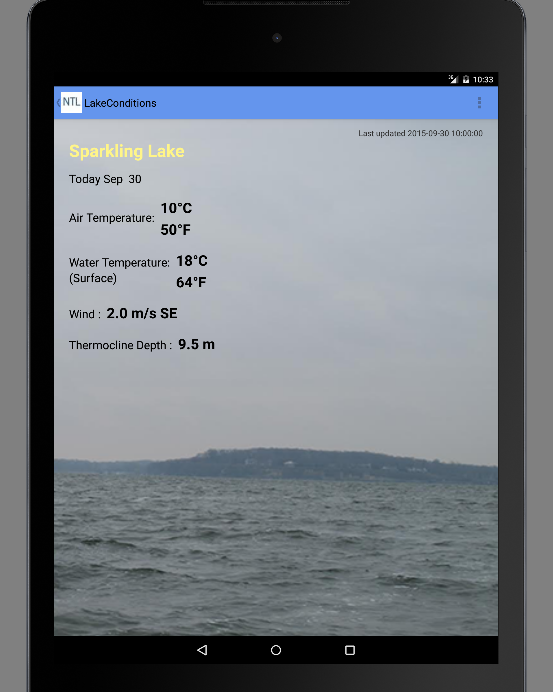 10:33
NTL LakeConditions
Last updated 2015-09-30 10:00:00
Sparkling Lake
Today Sep 30
Air Temperature: 10°C
50°F
Water Temperature: 18°C
(Surface) 64°F
Wind : 2.0 m/s SE
Thermocline Depth : 9.5 m